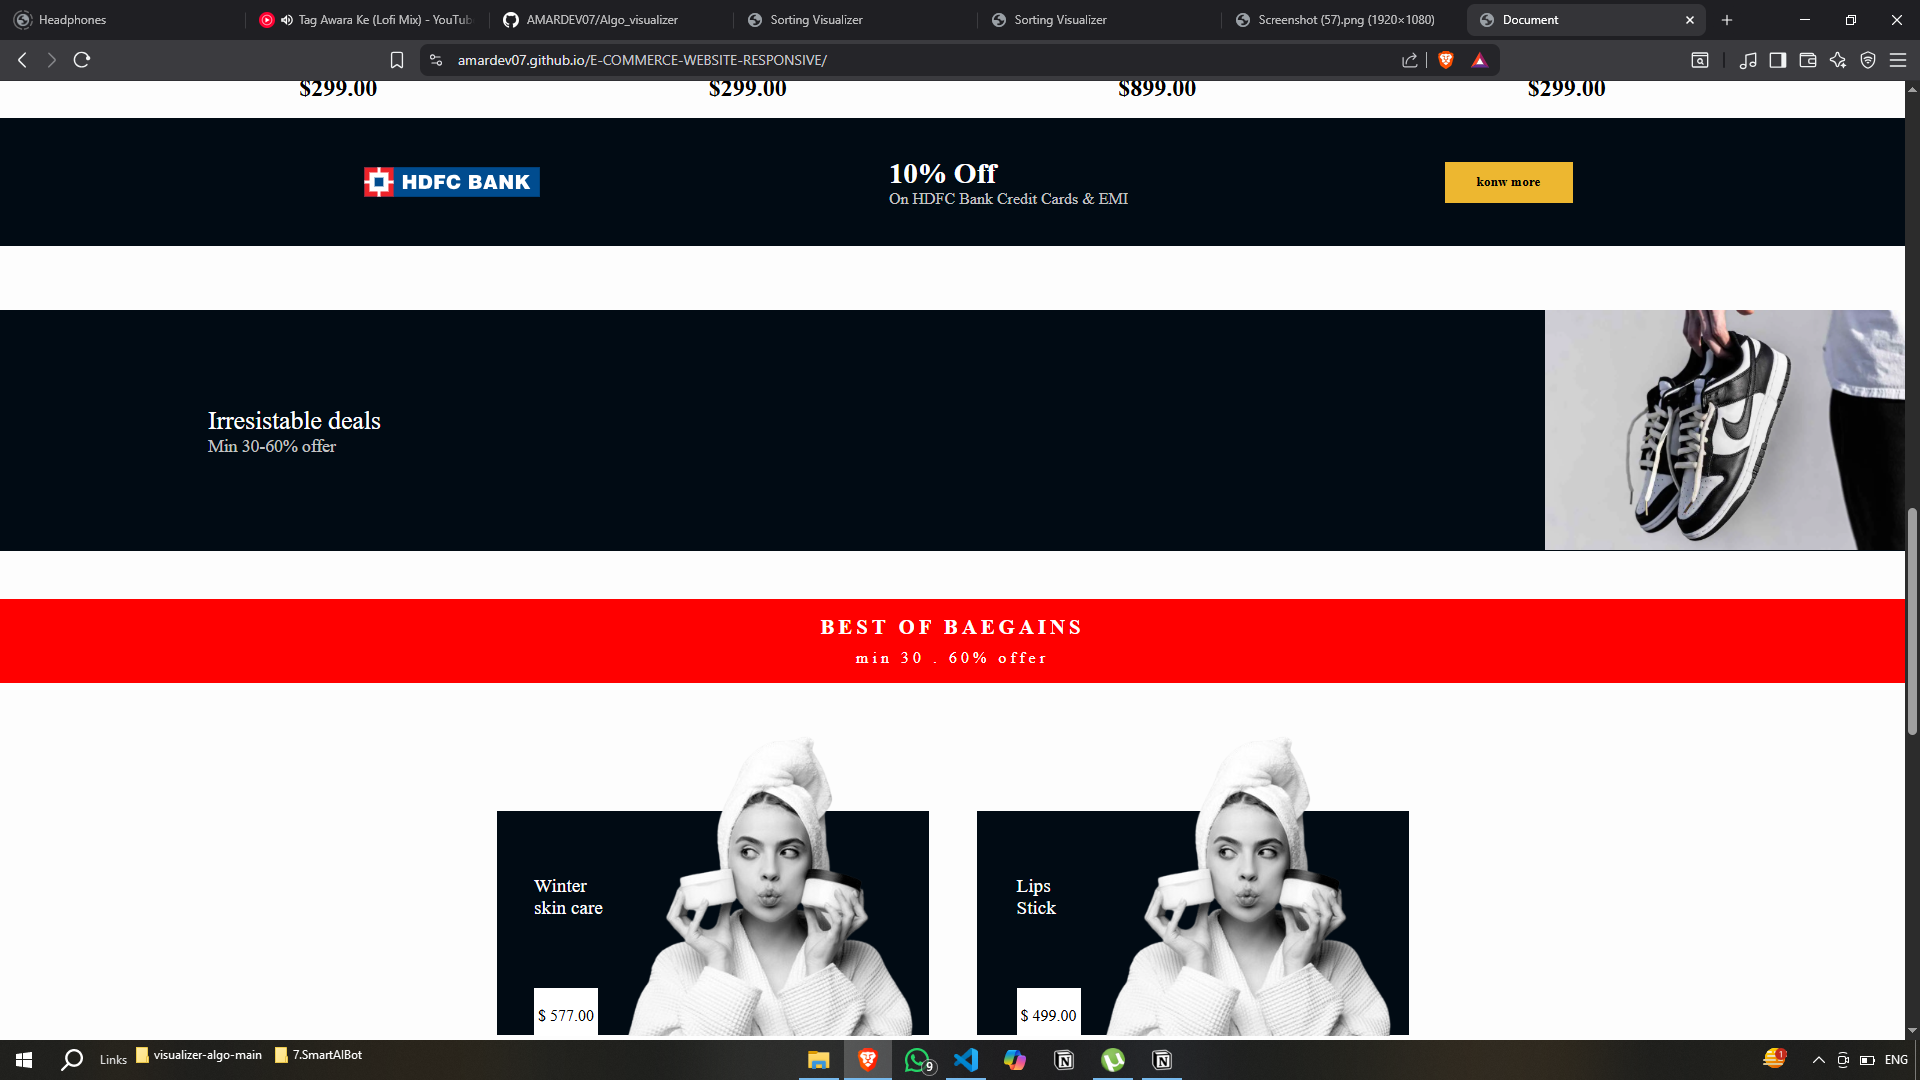 Headphones
Tag Awara Ke (Lofi Mix) - YouTub
AMARDEV07/Algo_visualizer
Sorting Visualizer
Sorting Visualizer
Screenshot (57).png (1920×1080)
Document
amardev07.github.io/E-COMMERCE-WEBSITE-RESPONSIVE/
$299.00
$299.00
$899.00
$299.00
HDFC BANK
10% Off
On HDFC Bank Credit Cards & EMI
konw more
Irresistable deals
Min 30-60% offer
BEST OF BAEGAINS
min 30 . 60% offer
Winter
skin care
$ 577.00
Lips
Stick
$ 499.00
Links
visualizer-algo-main
7.SmartAIBot
9
1
ENG